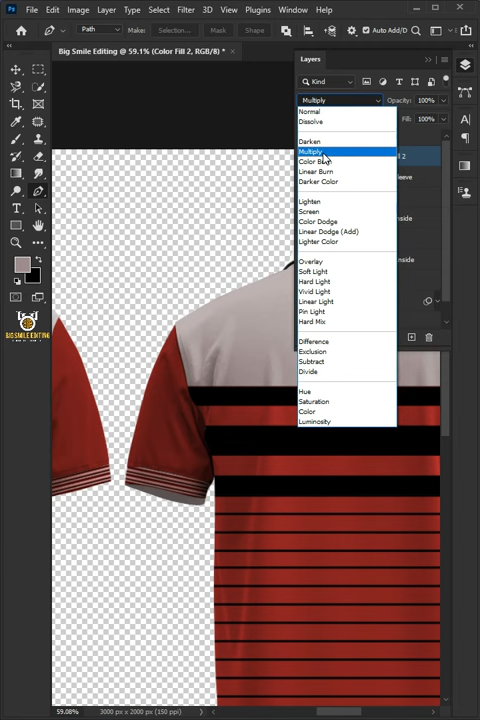 Ps File Edit Image Layer Type Select Filter 3D View Plugins Window Help
Path Make: Selection... Mask Shape Auto Add/D
Big Smile Editing @ 59.1% (Color Fill 2, RGB/8) *
Layers
Kind
Multiply Opacity: 100%
Normal Fill: 100%
Dissolve
Darken
Multiply
Color
Linear Burn
Darker Color
Lighten
Screen
Color Dodge
Linear Dodge (Add)
Lighter Color
Overlay
Soft Light
Hard Light
Vivid Light
Linear Light
Pin Light
Hard Mix
Difference
Exclusion
Subtract
Divide
Hue
Saturation
Color
Luminosity
BIG SMILE EDITING
59.08% 3000 px x 2000 px (150 ppi)